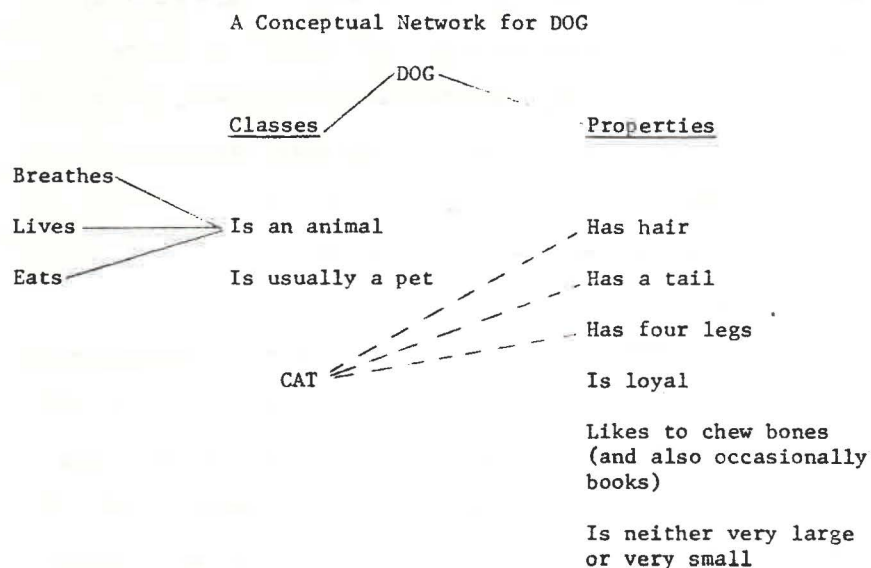 A Conceptual Network for DOG
DOG
Classes
Properties
Breathes
Lives
Is an animal
Has hair
Eats
Is usually a pet
Has a tail
Has four legs
CAT
Is loyal
Likes to chew bones
(and also occasionally
books)
Is neither very large
or very small